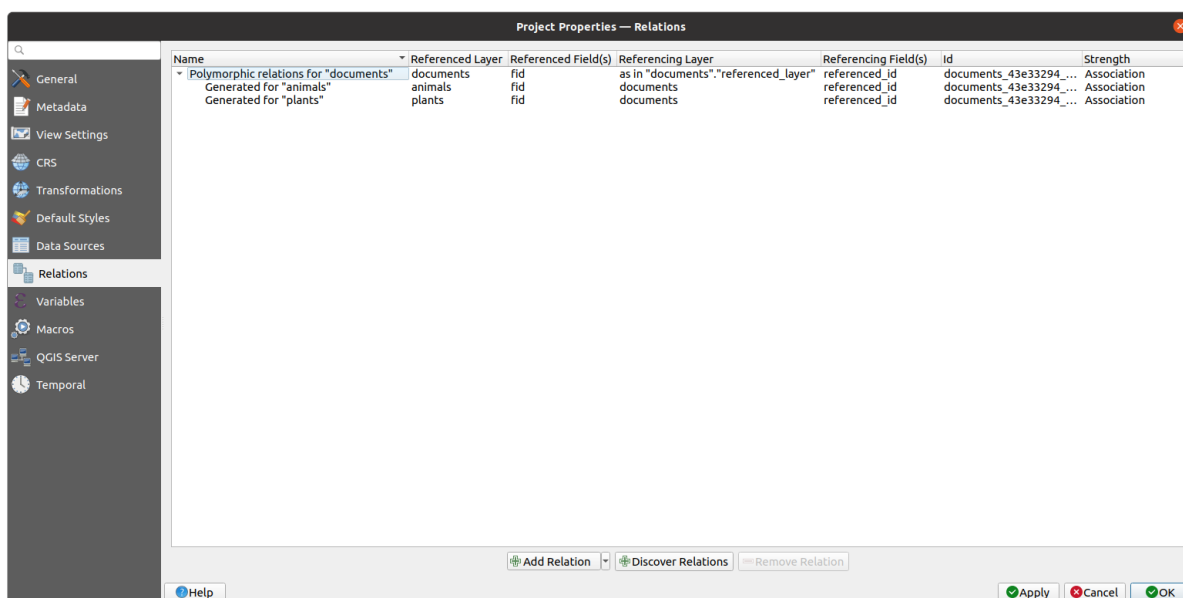 Project Properties — Relations
Name Referenced Layer Referenced Field(s) Referencing Layer Referencing Field(s) Id Strength
Polymorphic relations for "documents" documents fid as in "documents"."referenced_layer" referenced_id documents_43e33294_... Association
Generated for "animals" animals fid documents referenced_id documents_43e33294_... Association
Generated for "plants" plants fid documents referenced_id documents_43e33294_... Association
General
Metadata
View Settings
CRS
Transformations
Default Styles
Data Sources
Relations
Variables
Macros
QGIS Server
Temporal
Add Relation Discover Relations Remove Relation
Help Apply Cancel OK